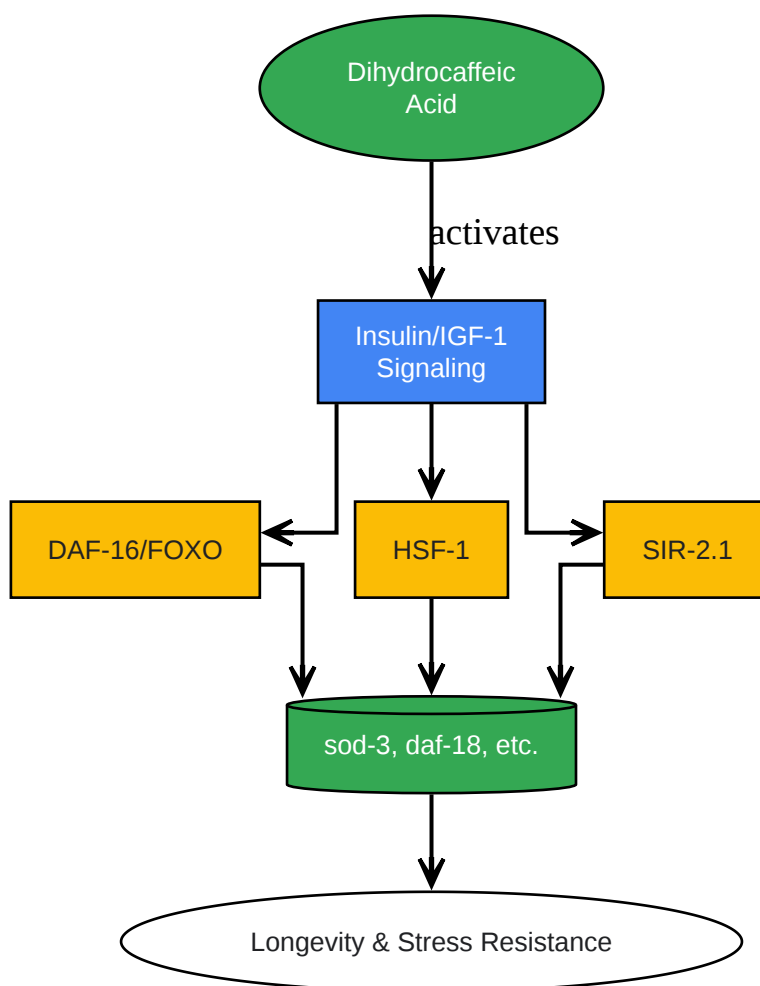 Dihydrocaffeic
Acid
activates
Insulin/IGF-1
Signaling
DAF-16/FOXO
HSF-1
SIR-2.1
sod-3, daf-18, etc.
Longevity & Stress Resistance